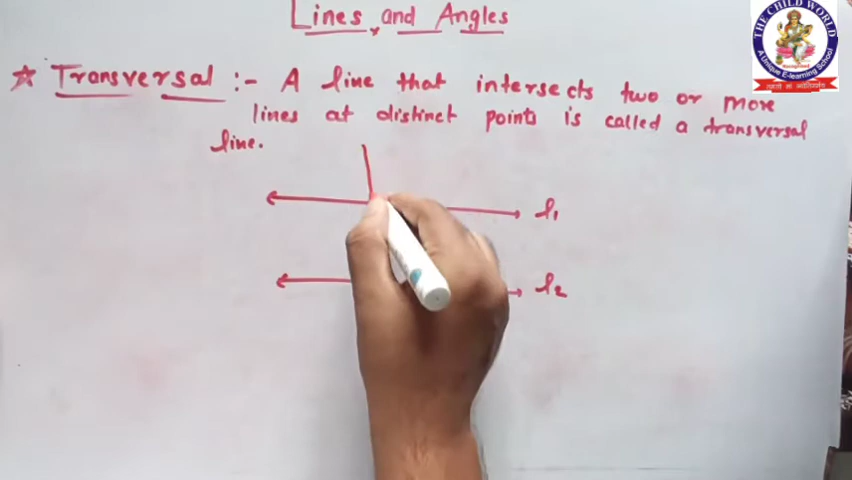 Lines, and Angles
☆ Transversal :- A line that intersects two or more
lines at distinct points is called a transversal
line.
l₁
l₂
THE CHILD WORLD
A Unique E-learning School